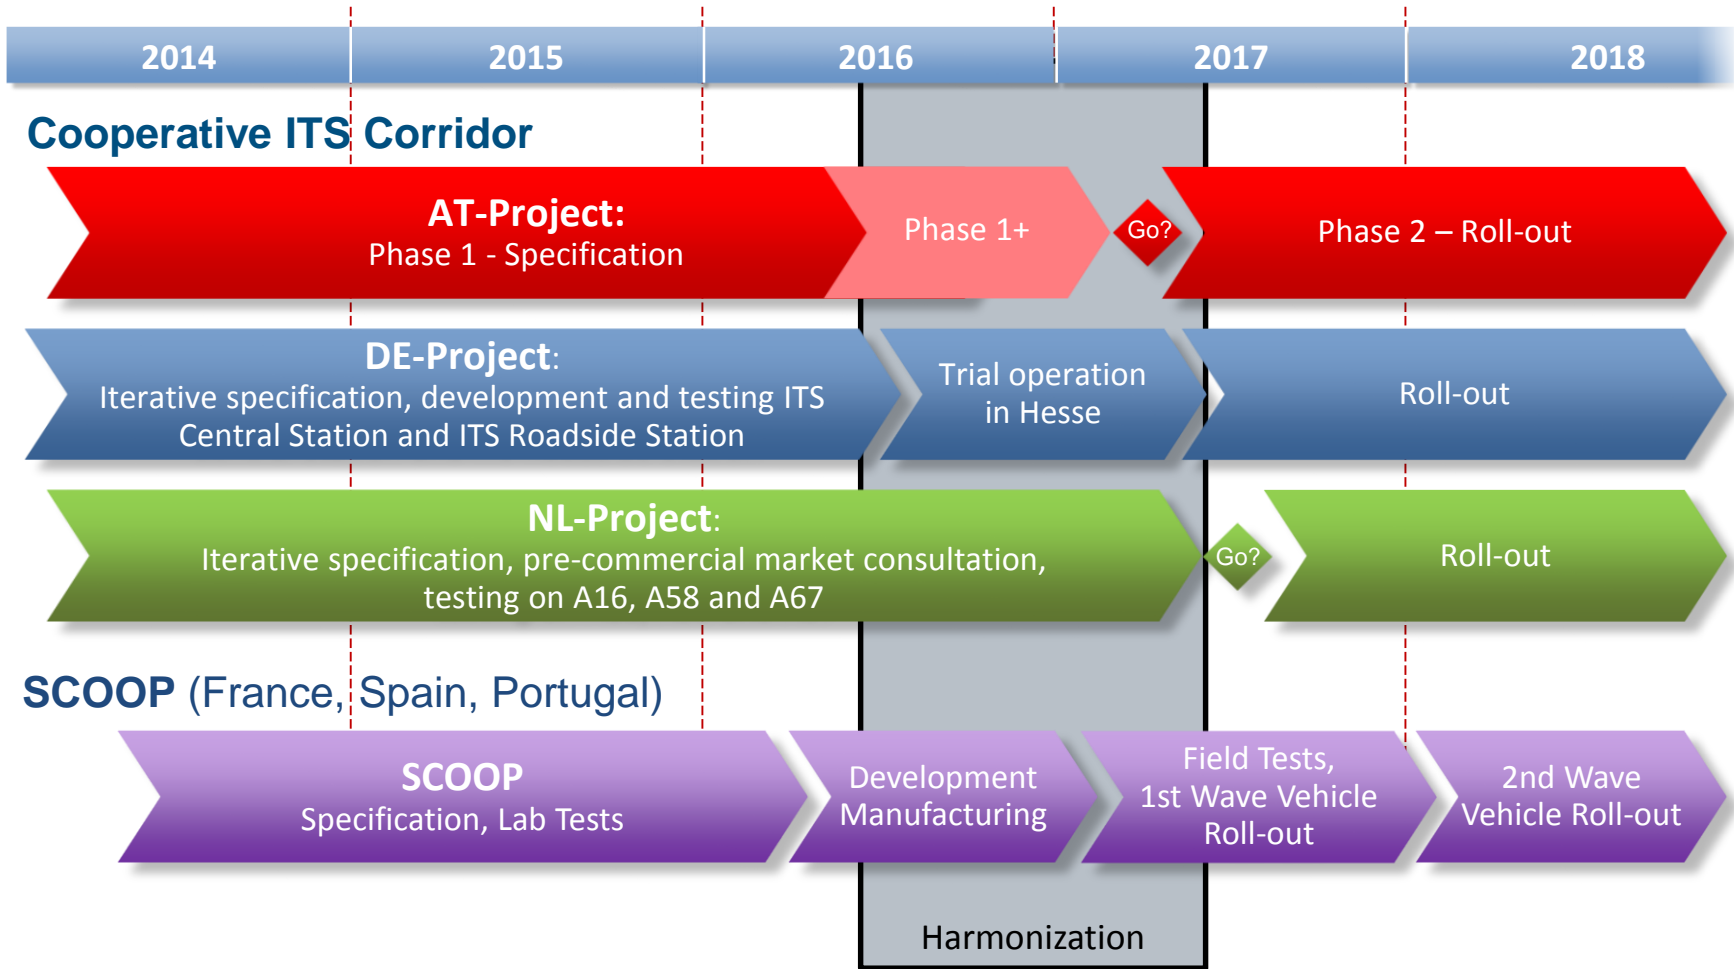 2014 2015 2016 2017 2018
Cooperative ITS Corridor
AT-Project:
Phase 1 - Specification
Phase 1+
Go?
Phase 2 – Roll-out
DE-Project:
Iterative specification, development and testing ITS
Central Station and ITS Roadside Station
Trial operation
in Hesse
Roll-out
NL-Project:
Iterative specification, pre-commercial market consultation,
testing on A16, A58 and A67
Go?
Roll-out
SCOOP (France, Spain, Portugal)
SCOOP
Specification, Lab Tests
Development
Manufacturing
Field Tests,
1st Wave Vehicle
Roll-out
2nd Wave
Vehicle Roll-out
Harmonization